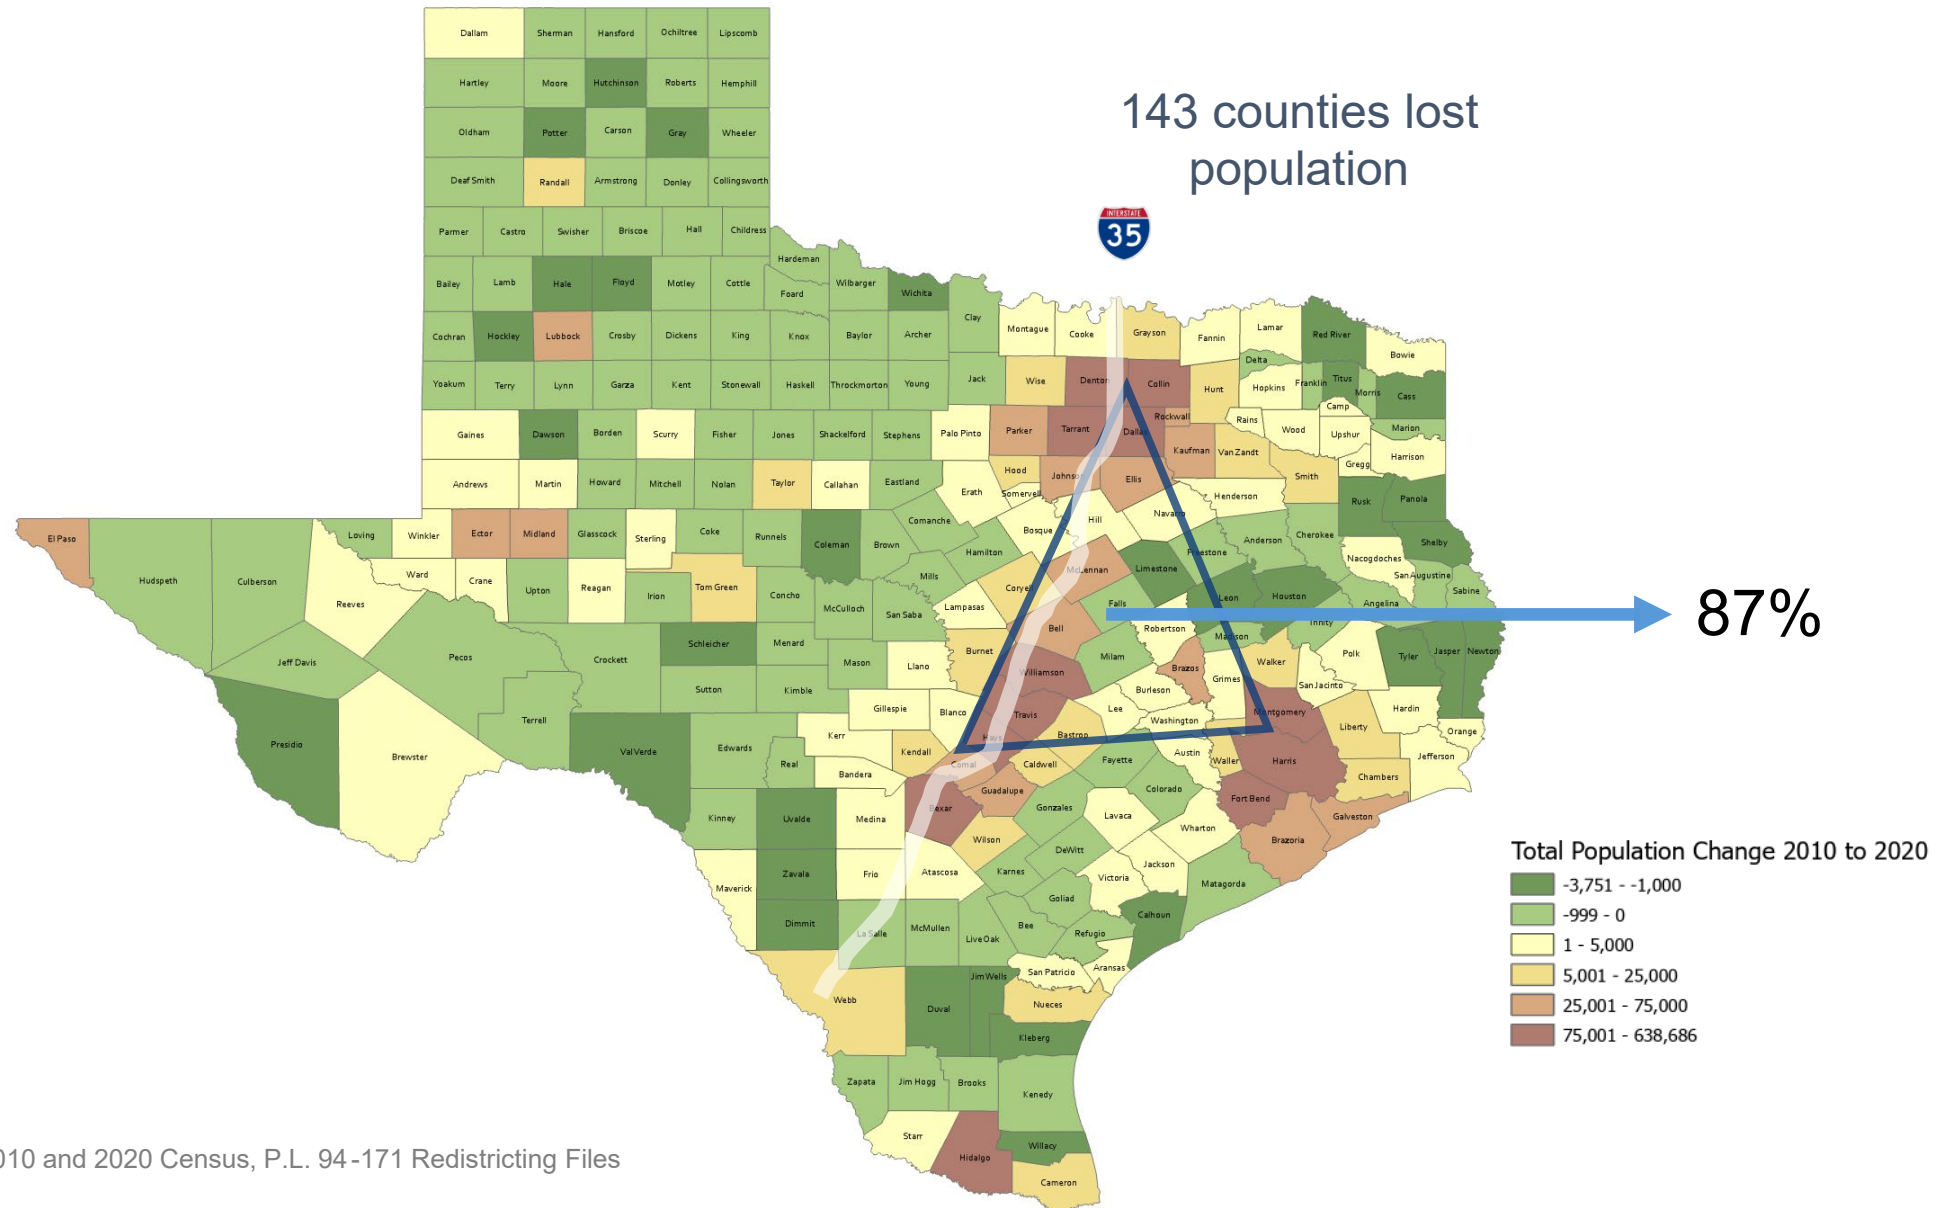 143 counties lost
population
INTERSTATE
35
87%
Dallam
Sherman
Hansford
Ochiltree
Lipscomb
Hartley
Moore
Hutchinson
Roberts
Hemphill
Oldham
Potter
Carson
Gray
Wheeler
Deaf Smith
Randall
Armstrong
Donley
Collingsworth
Parmer
Castro
Swisher
Briscoe
Hall
Childress
Hardeman
Bailey
Lamb
Hale
Floyd
Motley
Cottle
Foard
Wilbarger
Wichita
Clay
Montague
Cooke
Grayson
Fannin
Lamar
Red River
Bowie
Cochran
Hockley
Lubbock
Crosby
Dickens
King
Knox
Baylor
Archer
Delta
Yoakum
Terry
Lynn
Garza
Kent
Stonewall
Haskell
Throckmorton
Young
Jack
Wise
Denton
Collin
Hunt
Hopkins
Franklin
Titus
Morris
Cass
Camp
Marion
Gaines
Dawson
Borden
Scurry
Fisher
Jones
Shackelford
Stephens
Palo Pinto
Parker
Tarrant
Dallas
Rockwall
Rains
Wood
Upshur
Harrison
Kaufman
Van Zandt
Gregg
Andrews
Martin
Howard
Mitchell
Nolan
Taylor
Callahan
Eastland
Erath
Hood
Somervell
Johnson
Ellis
Henderson
Smith
Rusk
Panola
El Paso
Hudspeth
Culberson
Loving
Winkler
Ector
Midland
Glasscock
Sterling
Coke
Runnels
Coleman
Brown
Comanche
Hamilton
Bosque
Hill
Navarro
Freestone
Anderson
Cherokee
Nacogdoches
Shelby
San Augustine
Sabine
Reeves
Ward
Crane
Upton
Reagan
Irion
Tom Green
Concho
McCulloch
San Saba
Mills
Lampasas
Coryell
McLennan
Limestone
Falls
Leon
Houston
Angelina
Trinity
Jeff Davis
Pecos
Crockett
Schleicher
Menard
Mason
Llano
Burnet
Bell
Milam
Robertson
Madison
Walker
Polk
Tyler
Jasper
Newton
Presidio
Brewster
Terrell
Sutton
Kimble
Gillespie
Blanco
Williamson
Travis
Hays
Lee
Burleson
Brazos
Grimes
San Jacinto
Washington
Montgomery
Hardin
Liberty
Orange
Jefferson
Val Verde
Edwards
Real
Kerr
Bandera
Kendall
Comal
Bastrop
Caldwell
Fayette
Austin
Waller
Harris
Chambers
Kinney
Uvalde
Medina
Bexar
Guadalupe
Gonzales
Lavaca
Colorado
Wharton
Fort Bend
Brazoria
Galveston
Maverick
Zavala
Frio
Atascosa
Wilson
Karnes
DeWitt
Victoria
Jackson
Matagorda
Dimmit
La Salle
McMullen
Live Oak
Bee
Goliad
Refugio
Calhoun
Aransas
Webb
Duval
Jim Wells
San Patricio
Nueces
Kleberg
Zapata
Jim Hogg
Brooks
Kenedy
Starr
Hidalgo
Willacy
Cameron
Total Population Change 2010 to 2020
-3,751 - -1,000
-999 - 0
1 - 5,000
5,001 - 25,000
25,001 - 75,000
75,001 - 638,686
010 and 2020 Census, P.L. 94-171 Redistricting Files